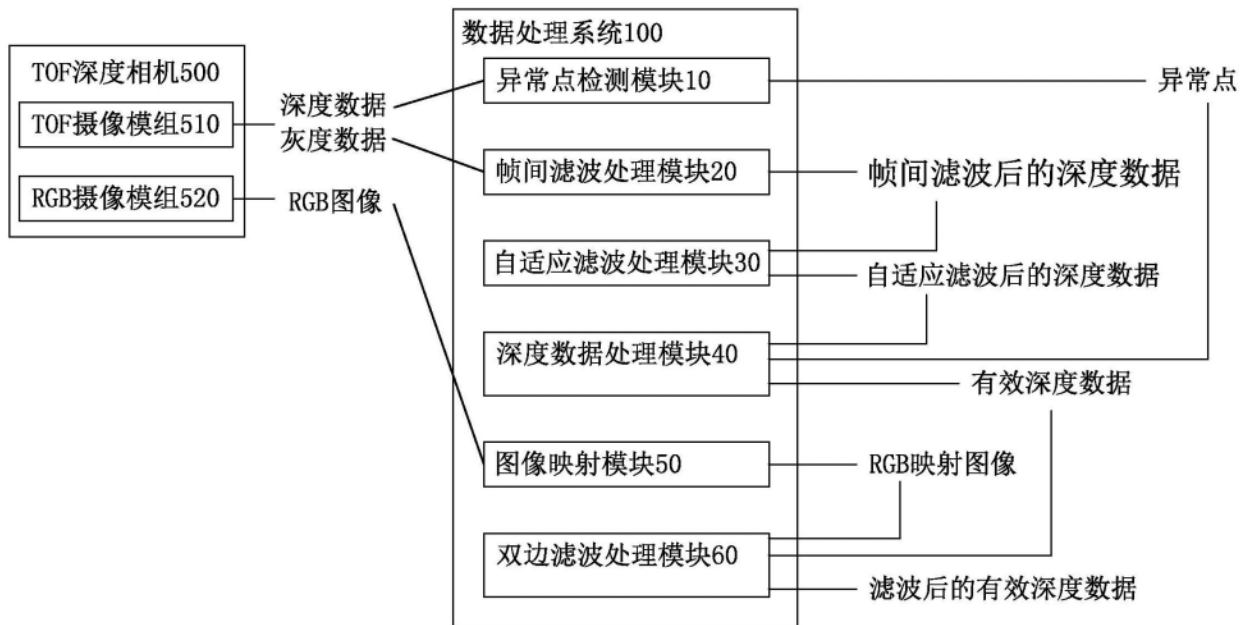 数据处理系统100
TOF深度相机500
异常点检测模块10
异常点
深度数据
TOF摄像模组510
灰度数据
帧间滤波处理模块20
帧间滤波后的深度数据
RGB摄像模组520
RGB图像
自适应滤波处理模块30
自适应滤波后的深度数据
深度数据处理模块40
有效深度数据
图像映射模块50
RGB映射图像
双边滤波处理模块60
滤波后的有效深度数据